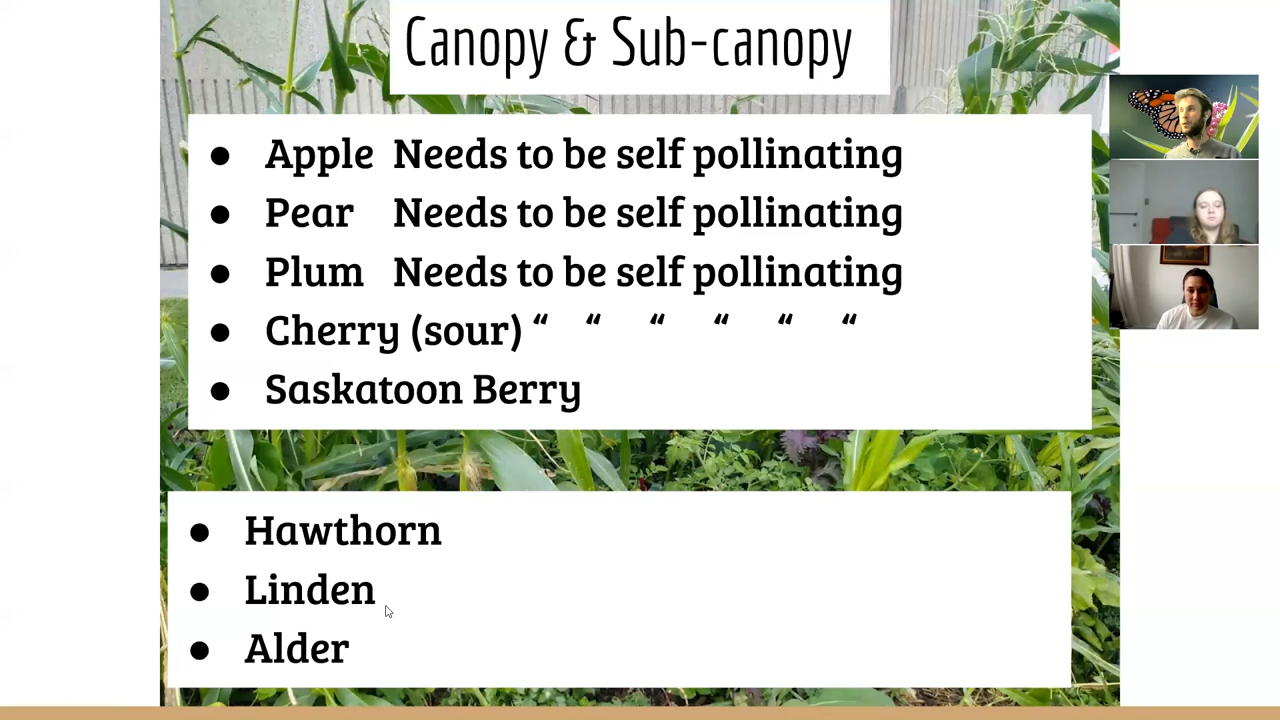 Canopy & Sub-canopy
● Apple Needs to be self pollinating
● Pear Needs to be self pollinating
● Plum Needs to be self pollinating
● Cherry (sour) “ “ “ “ “ “
● Saskatoon Berry
● Hawthorn
● Linden
● Alder